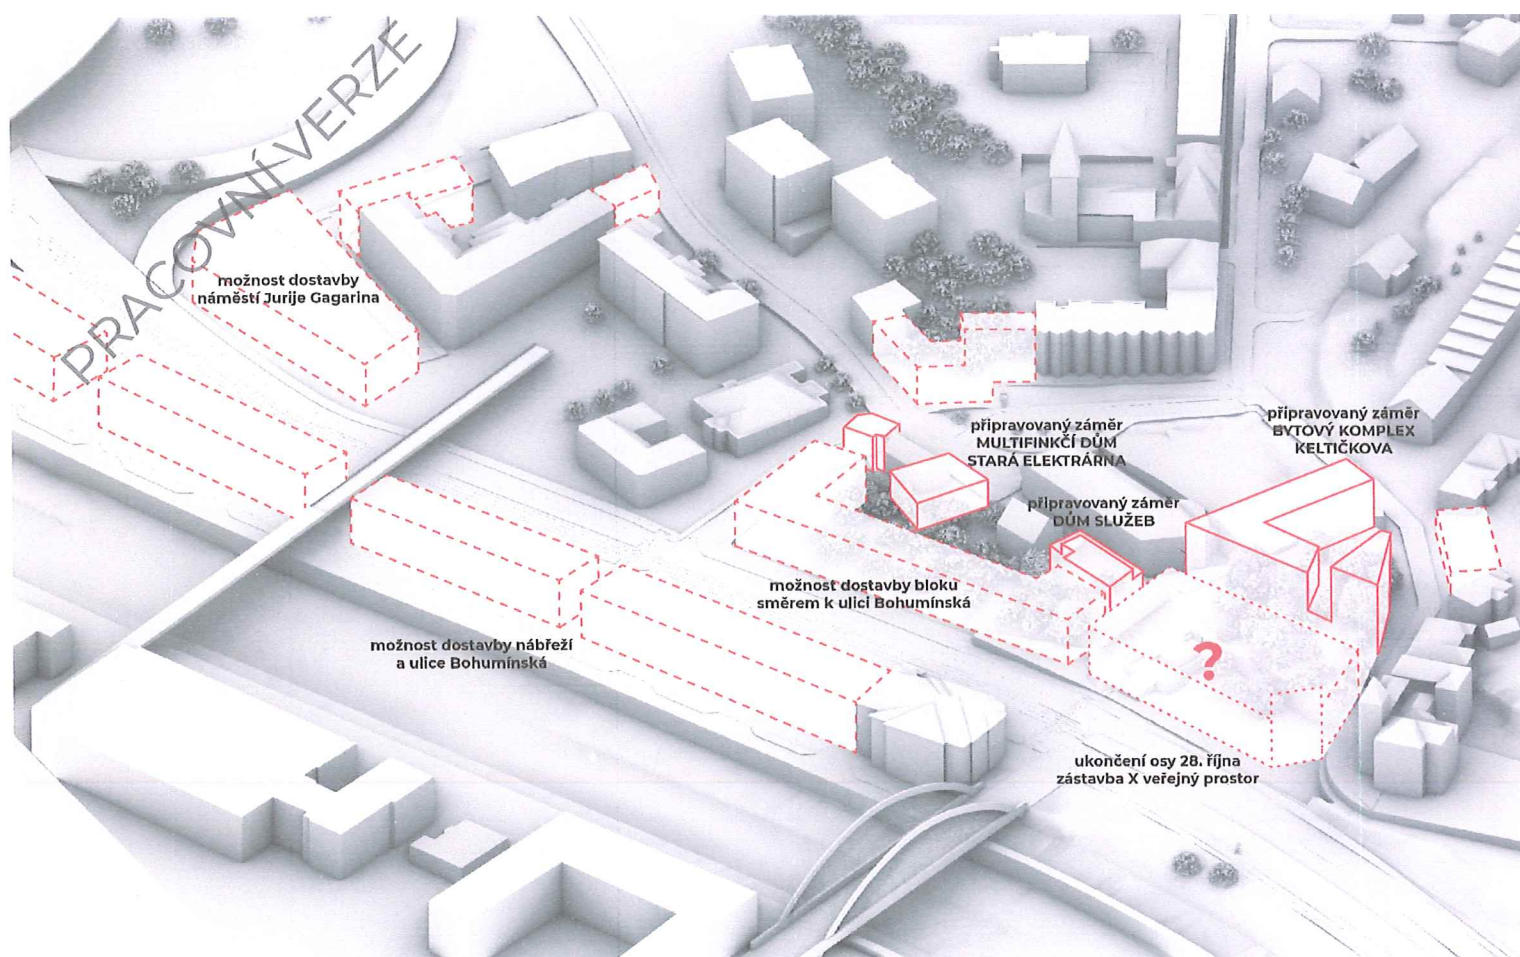 PRACOVNÍ VERZE
možnost dostavby
náměstí Jurije Gagarina
připravovaný záměr
MULTIFINKČÍ DŮM
STARÁ ELEKTRÁRNA
připravovaný záměr
BYTOVÝ KOMPLEX
KELTIČKOVA
připravovaný záměr
DŮM SLUŽEB
možnost dostavby bloku
směrem k ulici Bohumínská
možnost dostavby nábřeží
a ulice Bohumínská
?
ukončení osy 28. října
zástavba X veřejný prostor